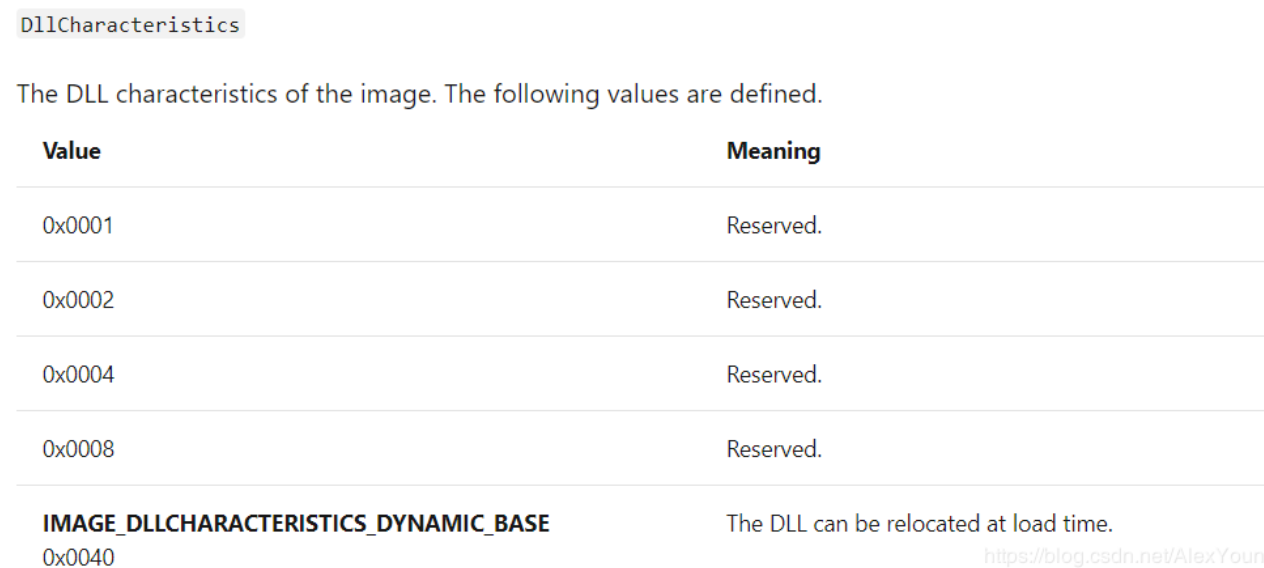 DllCharacteristics
The DLL characteristics of the image. The following values are defined.
Value Meaning
0x0001 Reserved.
0x0002 Reserved.
0x0004 Reserved.
0x0008 Reserved.
IMAGE_DLLCHARACTERISTICS_DYNAMIC_BASE The DLL can be relocated at load time.
0x0040
https://blog.csdn.net/AlexYoun